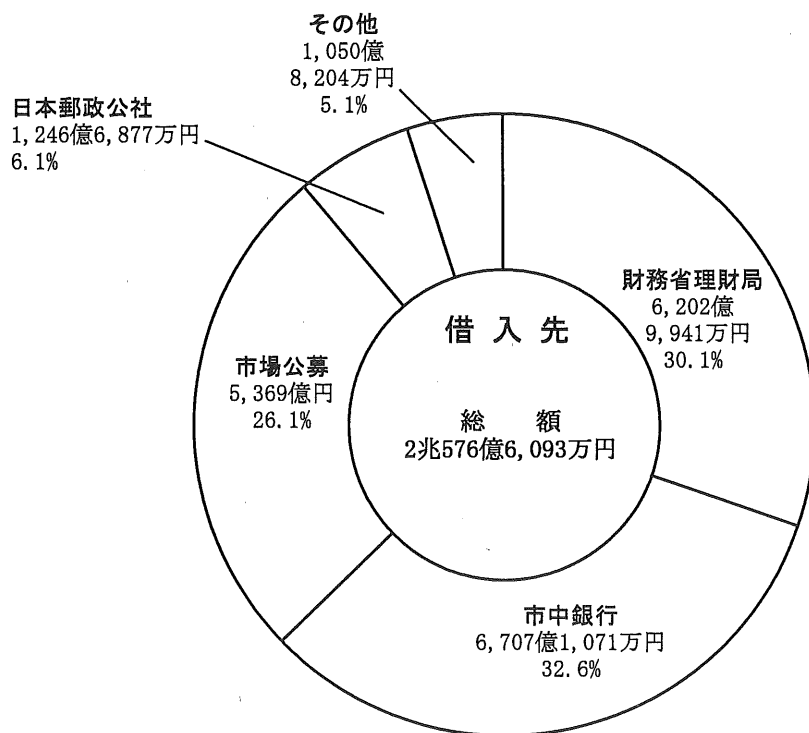 その他
1,050億
8,204万円
5.1%
日本郵政公社
1,246億6,877万円
6.1%
財務省理財局
6,202億
9,941万円
30.1%
借入先
総額
2兆576億6,093万円
市場公募
5,369億円
26.1%
市中銀行
6,707億1,071万円
32.6%